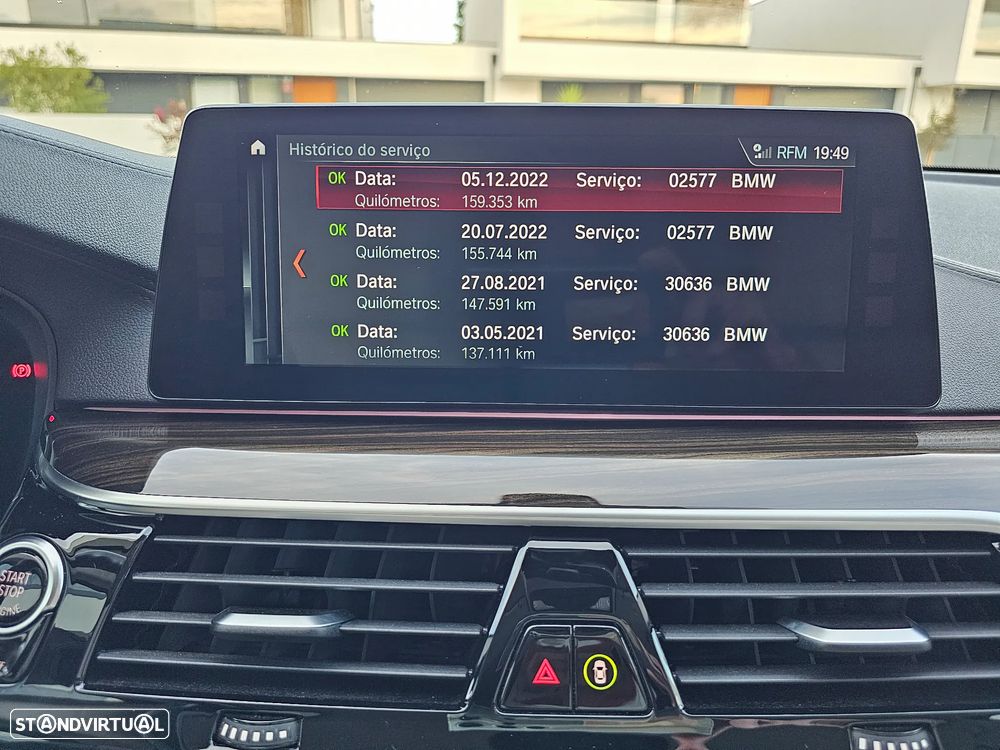 Histórico do serviço
RFM 19:49
OK Data: 05.12.2022 Serviço: 02577 BMW
Quilómetros: 159.353 km
OK Data: 20.07.2022 Serviço: 02577 BMW
Quilómetros: 155.744 km
OK Data: 27.08.2021 Serviço: 30636 BMW
Quilómetros: 147.591 km
OK Data: 03.05.2021 Serviço: 30636 BMW
Quilómetros: 137.111 km
(P)
START
STOP
STANDVIRTUAL